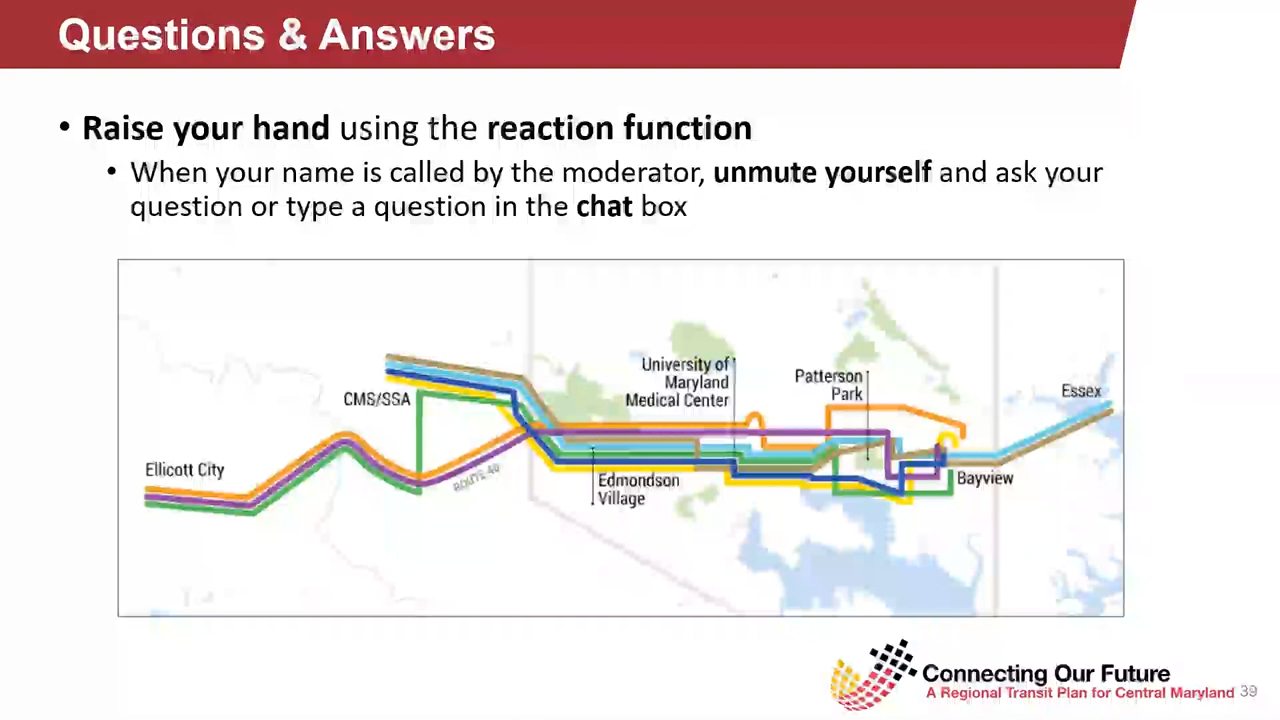 Questions & Answers
• Raise your hand using the reaction function
• When your name is called by the moderator, unmute yourself and ask your
question or type a question in the chat box
University of
Maryland
Medical Center
Patterson
Park
Essex
CMS/SSA
Ellicott City
ROUTE 40
Edmondson
Village
Bayview
Connecting Our Future
A Regional Transit Plan for Central Maryland
39